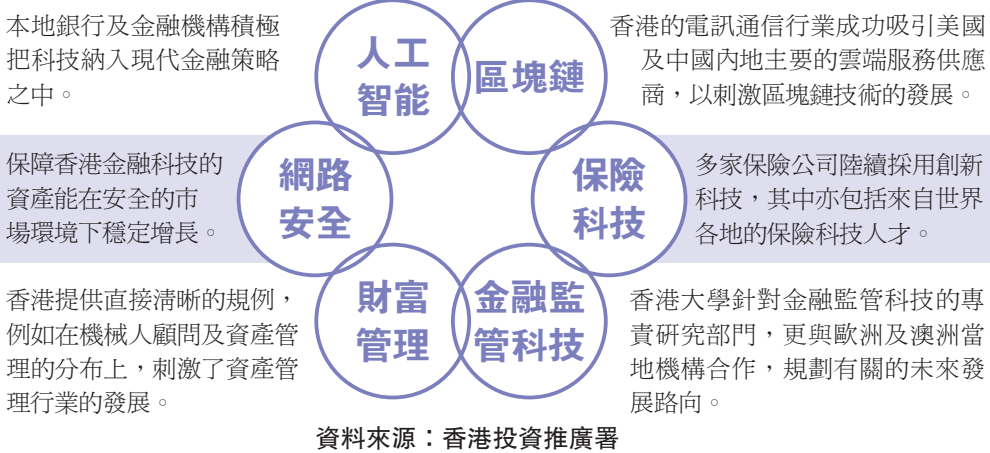 本地銀行及金融機構積極
把科技納入現代金融策略
之中。
人工
智能
區塊鏈
香港的電訊通信行業成功吸引美國
及中國內地主要的雲端服務供應
商，以刺激區塊鏈技術的發展。
保障香港金融科技的
資產能在安全的市
場環境下穩定增長。
網路
安全
保險
科技
多家保險公司陸續採用創新
科技，其中亦包括來自世界
各地的保險科技人才。
香港提供直接清晰的規例，
例如在機械人顧問及資產管
理的分布上，刺激了資產管
理行業的發展。
財富
管理
金融監
管科技
香港大學針對金融監管科技的專
責研究部門，更與歐洲及澳洲當
地機構合作，規劃有關的未來發
展路向。
資料來源：香港投資推廣署